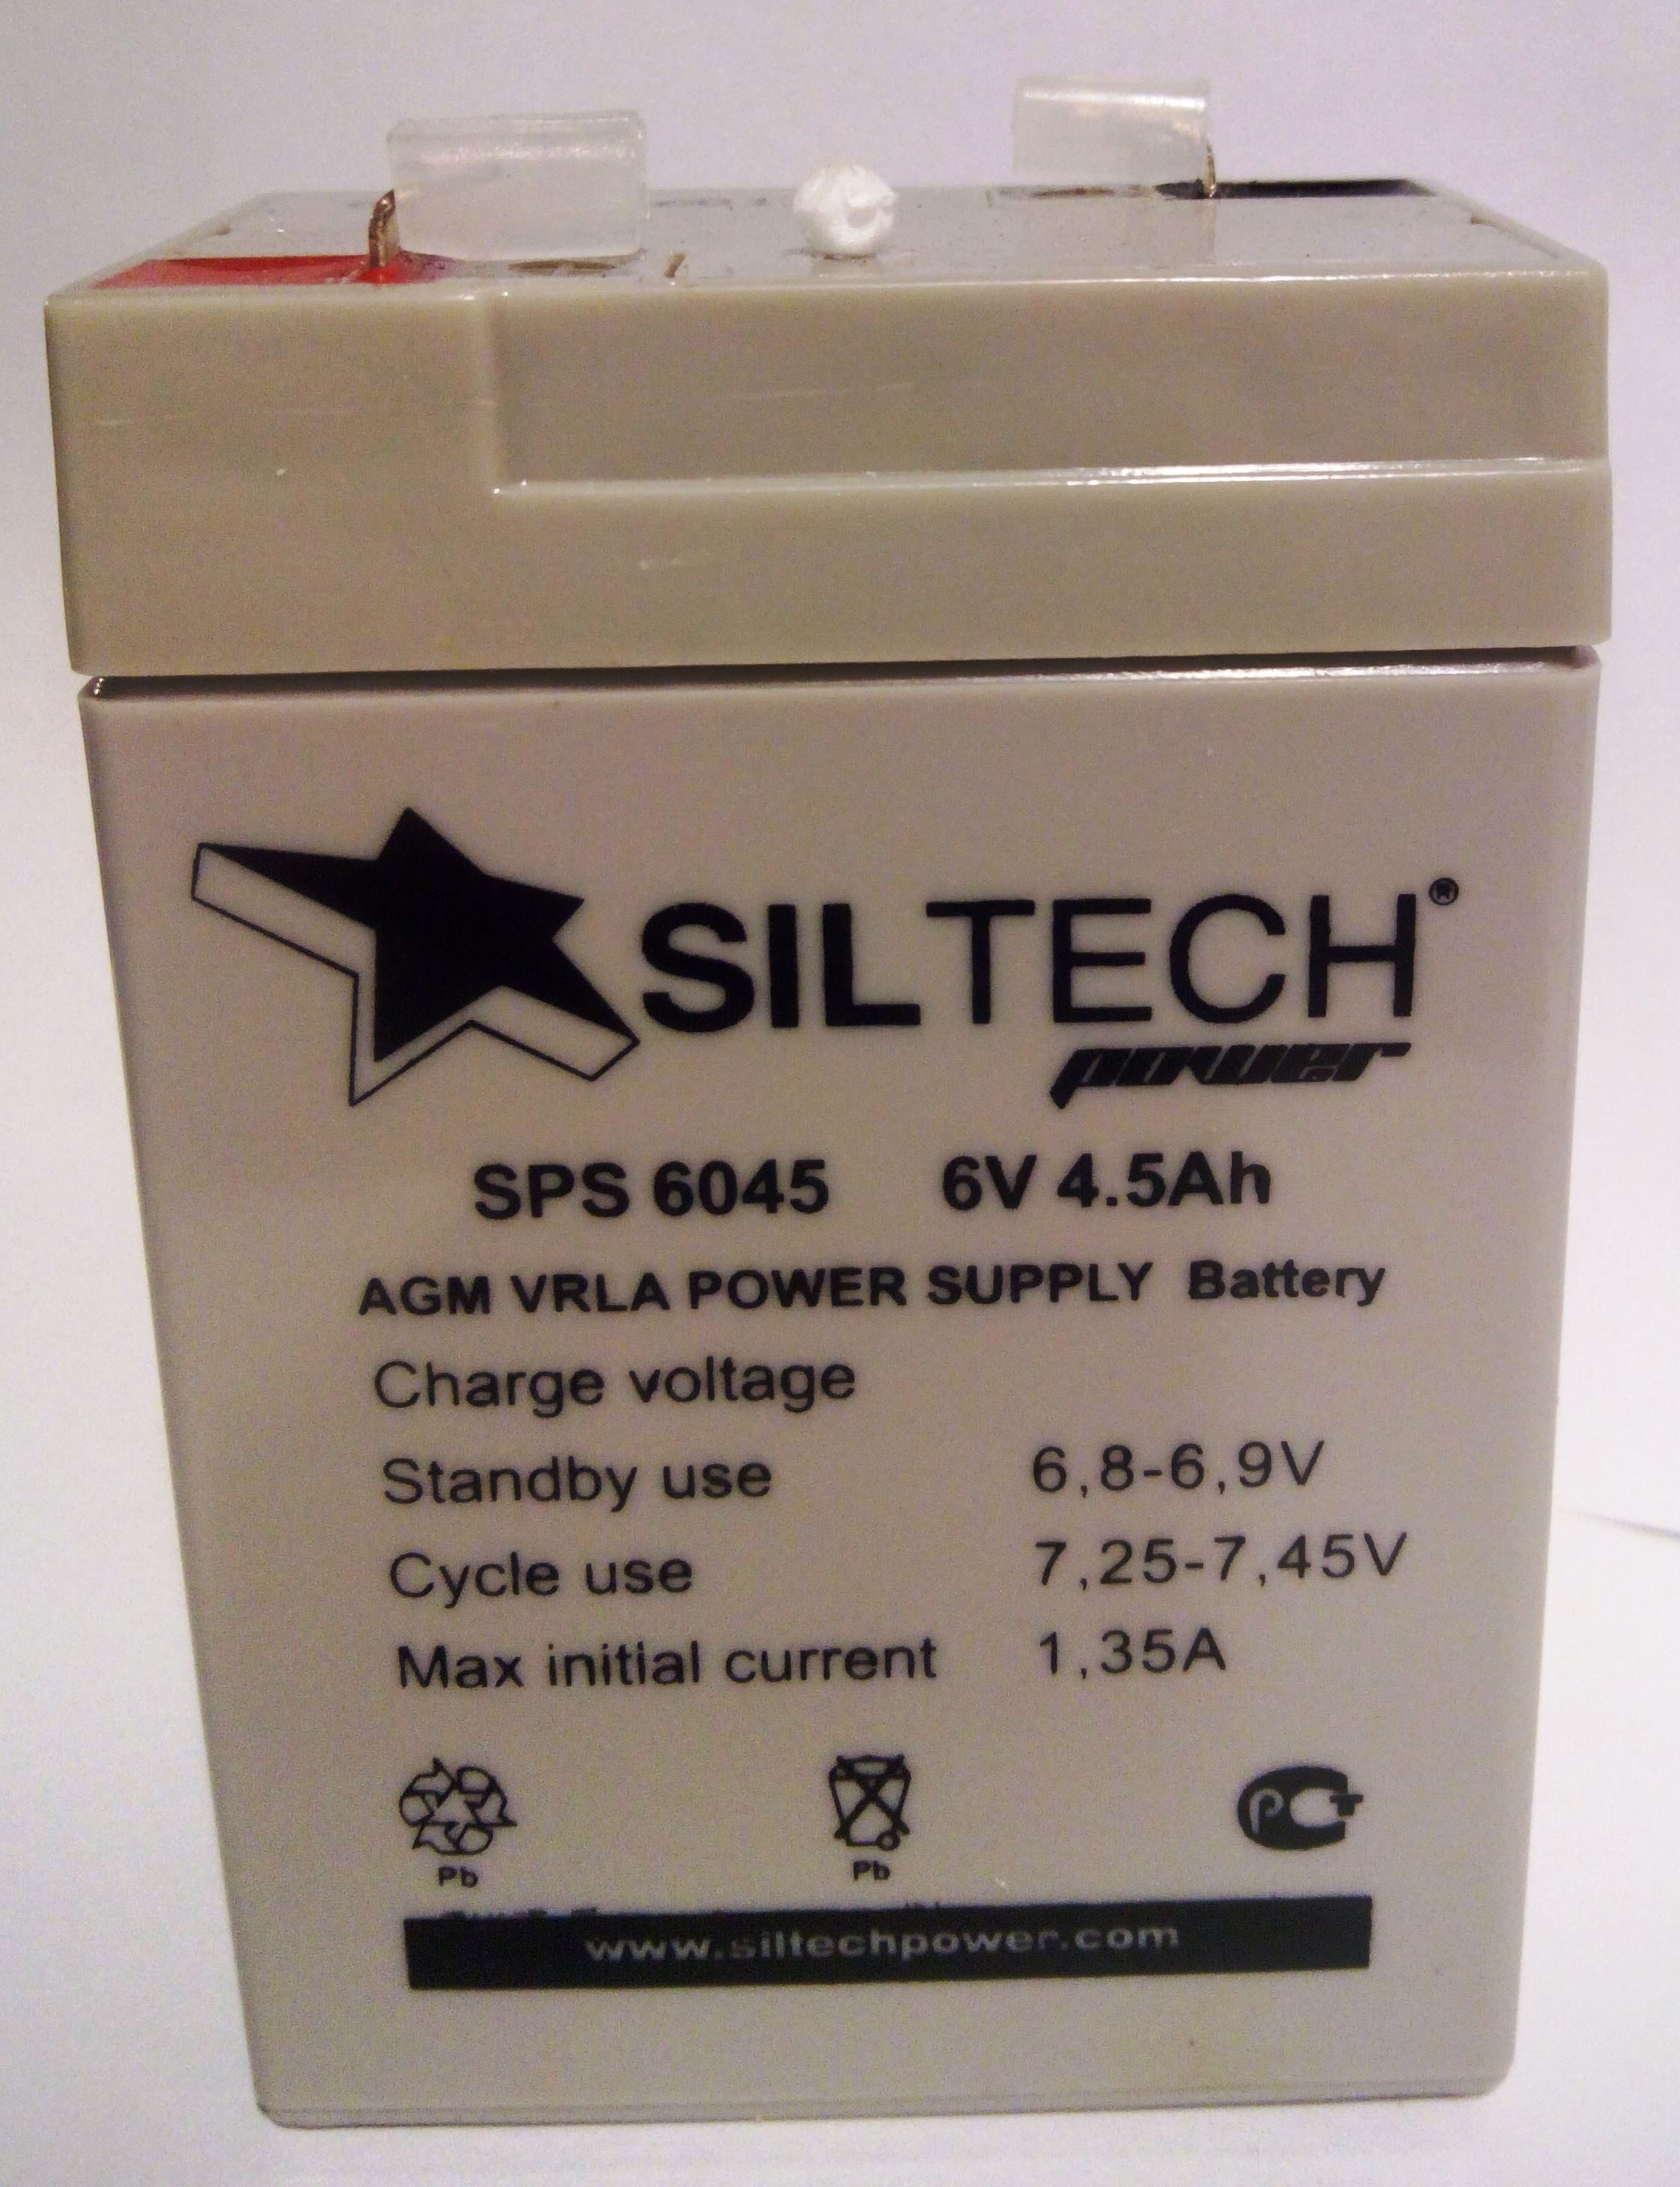 SILTECH®
power
SPS 6045 6V 4.5Ah
AGM VRLA POWER SUPPLY Battery
Charge voltage
Standby use 6,8-6,9V
Cycle use 7,25-7,45V
Max initial current 1,35A
Pb Pb РСТ
www.siltechpower.com